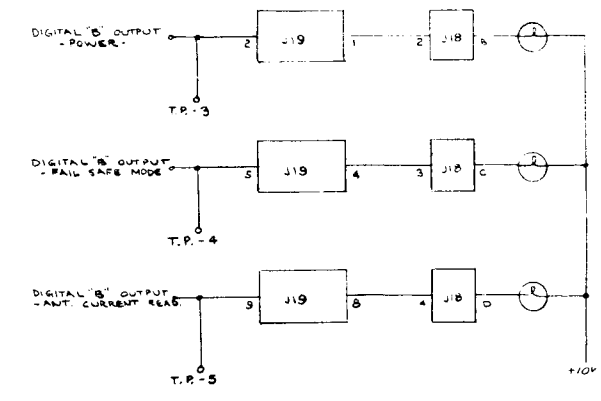 DIGITAL "B" OUTPUT
- POWER -
2 J19 1 2 J18 B
T.P. - 3
DIGITAL "B" OUTPUT
- FAIL SAFE MODE
5 J19 4 3 J18 C
T.P. - 4
DIGITAL "B" OUTPUT
- ANT. CURRENT READ.
9 J19 8 4 J18 D
T.P. - 5
+10V